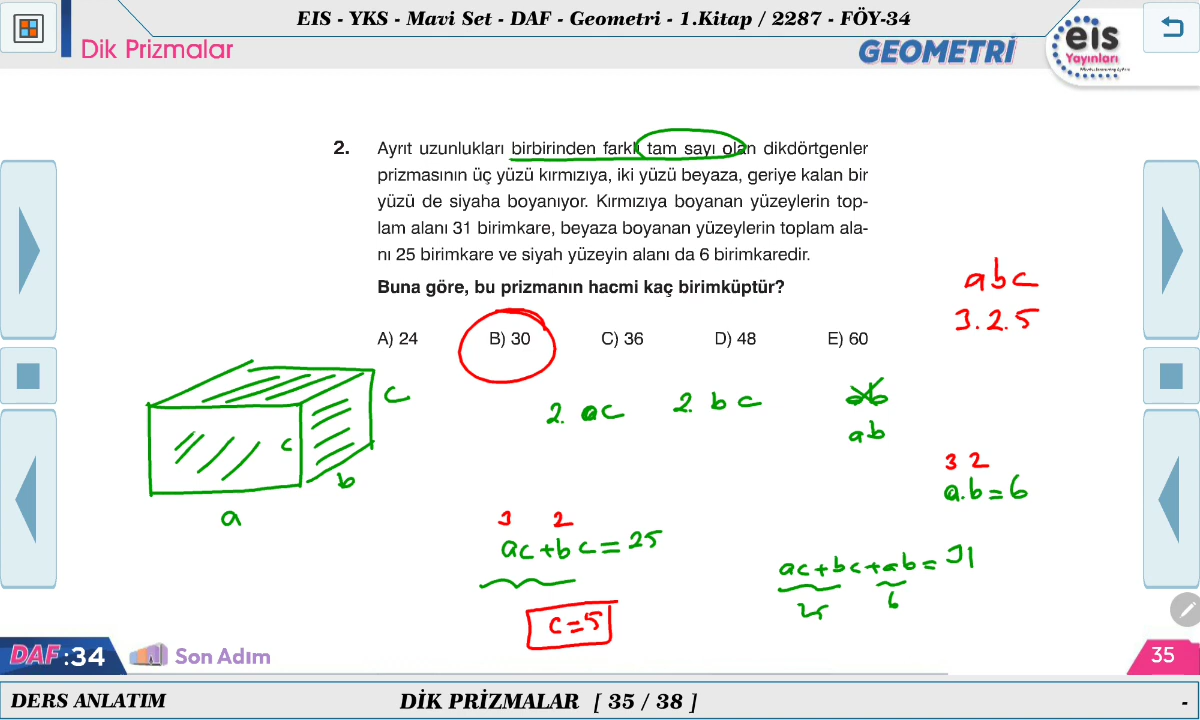 EIS - YKS - Mavi Set - DAF - Geometri - 1.Kitap / 2287 - FÖY-34
Dik Prizmalar
GEOMETRİ
eis
Yayınları
2. Ayrıt uzunlukları birbirinden farklı tam sayı olan dikdörtgenler
prizmasının üç yüzü kırmızıya, iki yüzü beyaza, geriye kalan bir
yüzü de siyaha boyanıyor. Kırmızıya boyanan yüzeylerin top-
lam alanı 31 birimkare, beyaza boyanan yüzeylerin toplam ala-
nı 25 birimkare ve siyah yüzeyin alanı da 6 birimkaredir.
Buna göre, bu prizmanın hacmi kaç birimküptür?
A) 24 B) 30 C) 36 D) 48 E) 60
abc
3.2.5
c
c
b
a
2. ac 2. bc
ab
3 2
a.b=6
3 2
ac+bc=25
c=5
ac+bc+ab=31
25 6
DAF:34
Son Adım
35
DERS ANLATIM
DİK PRİZMALAR [ 35 / 38 ]
-